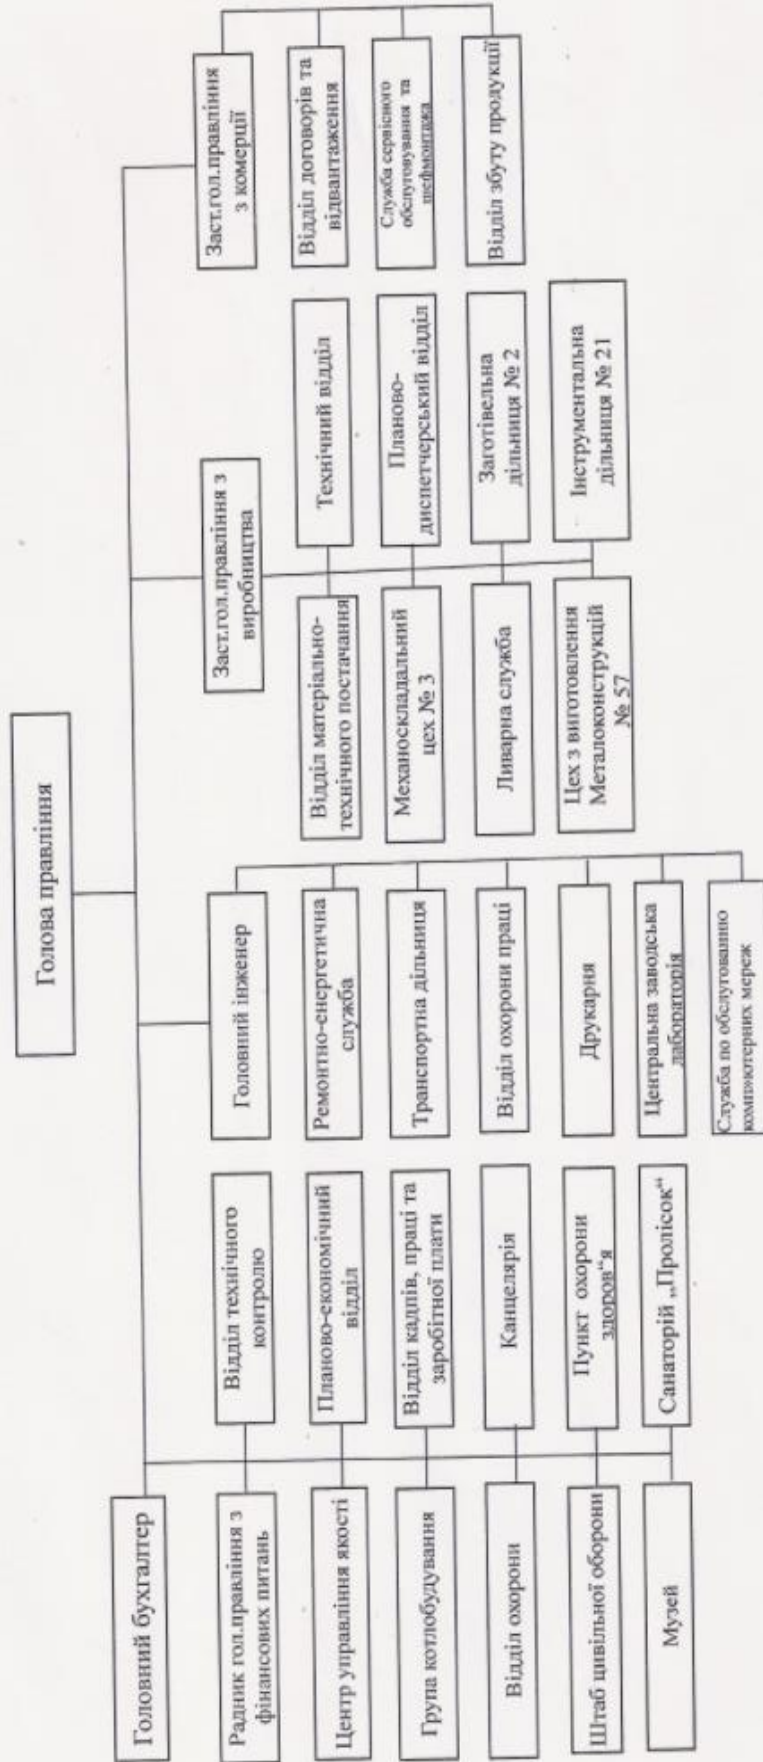 Голова правління
Головний бухгалтер
Радник гол.правління з
фінансових питань
Центр управління якості
Група котлобудування
Відділ охорони
Штаб цивільної оборони
Музей
Відділ технічного
контролю
Планово-економічний
відділ
Відділ кадпів, праці та
заробітної плати
Канцелярія
Пункт охорони
здоров“я
Санаторій „Пролісок“
Головний інженер
Ремонтно-енергетична
служба
Транспортна дільниця
Відділ охорони праці
Друкарня
Центральна заводська
лабораторія
Служба по обслугованню
комп»ютерних мереж
Заст.гол.правління з
виробництва
Відділ матеріально-
технічного постачання
Механоскладальний
цех № 3
Ливарна служба
Цех з виготовлення
Металоконструкцій
№ 57
Технічний відділ
Планово-
диспетчерський відділ
Заготівельна
дільниця № 2
Інструментальна
дільниця № 21
Заст.гол.правління
з комерції
Відділ договорів та
відвантаження
Служба сервісного
обслуговування та
шефмонтажа
Відділ збуту продукції